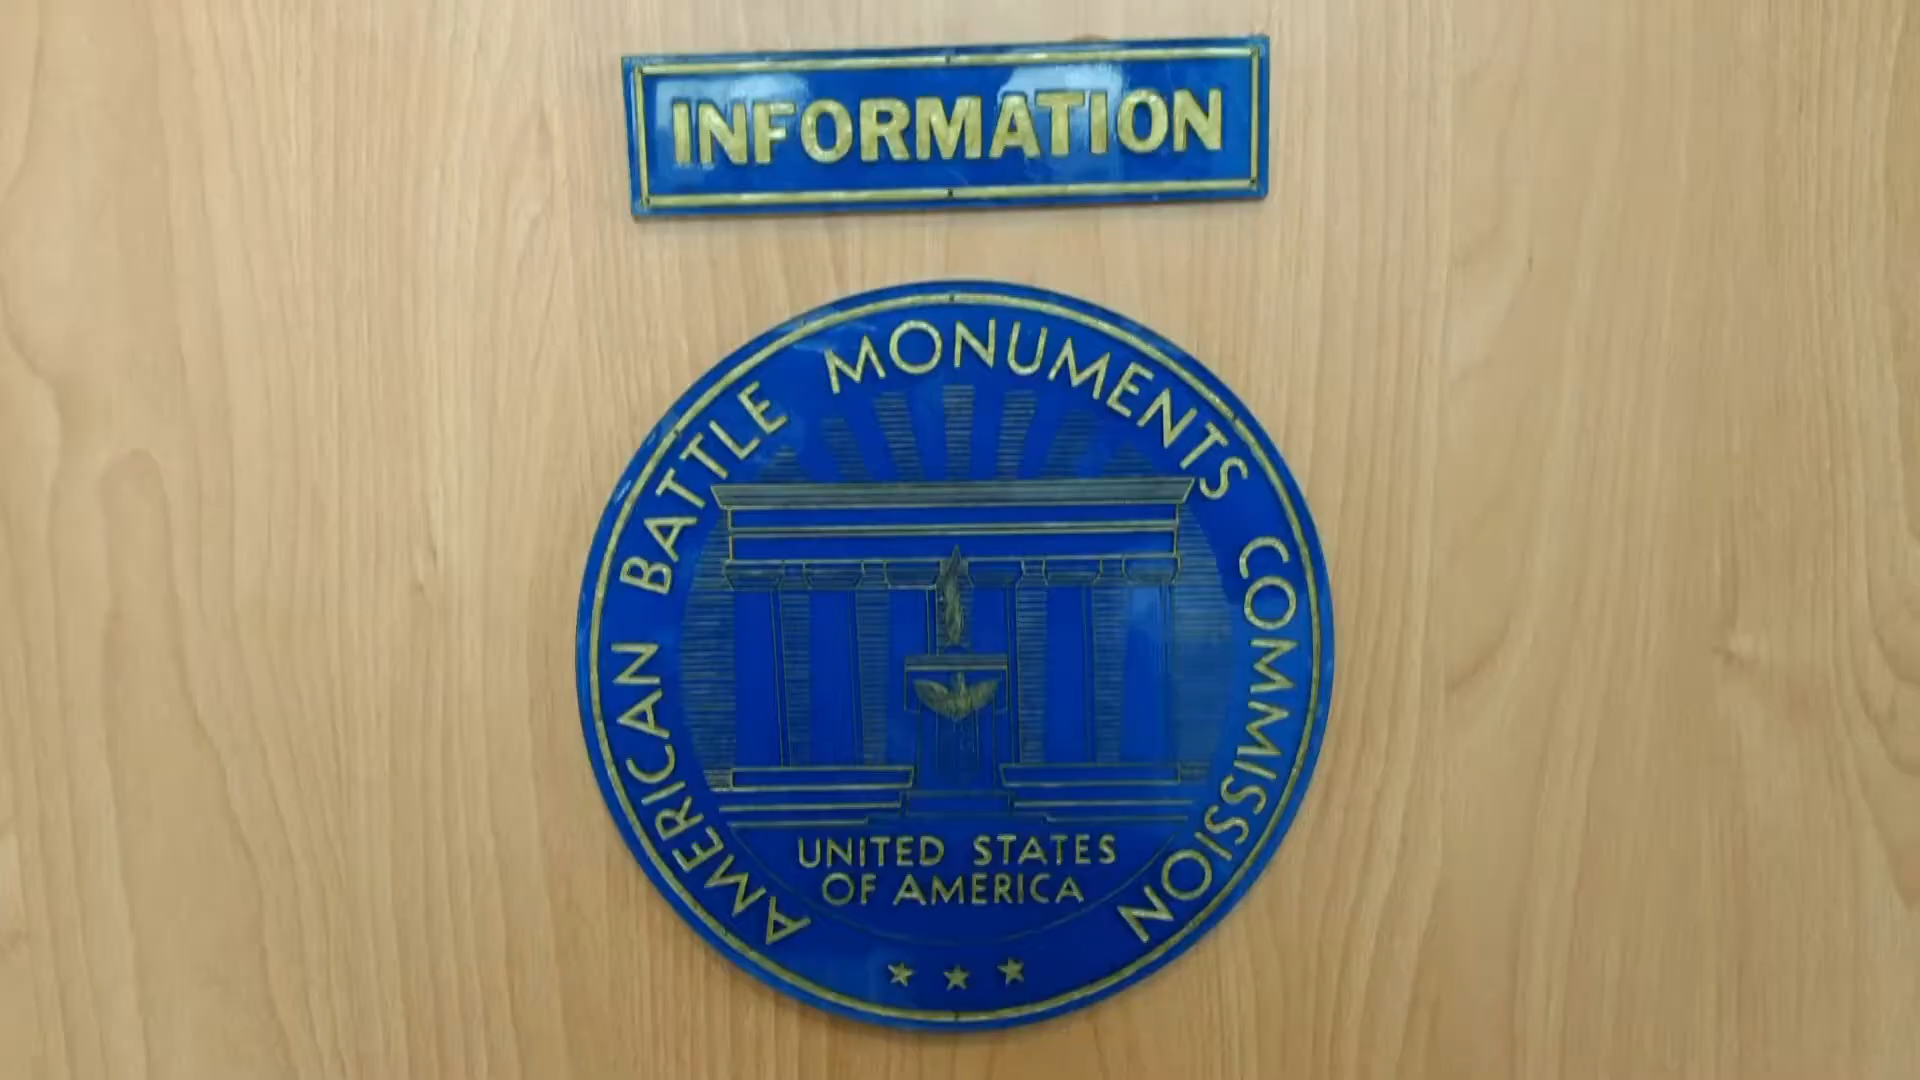 INFORMATION
AMERICAN BATTLE MONUMENTS COMMISSION
UNITED STATES
OF AMERICA